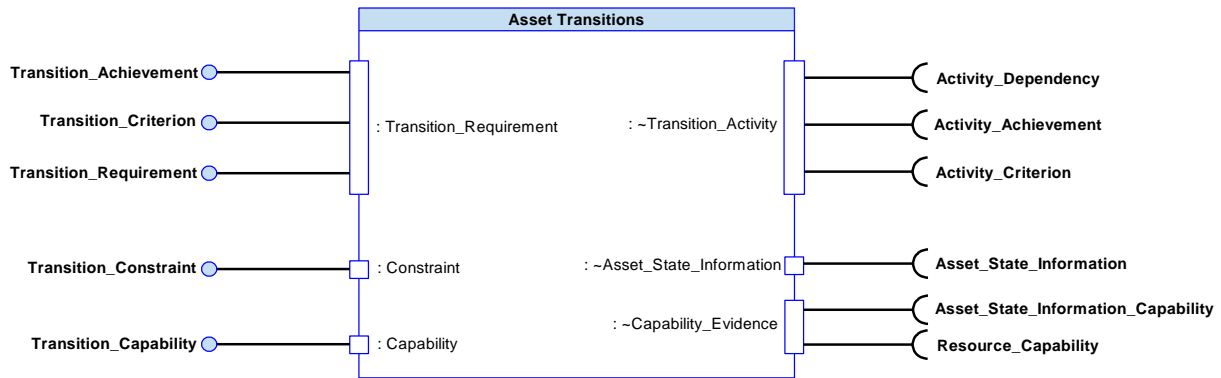 Asset Transitions
Transition_Achievement
Transition_Criterion
Transition_Requirement
: Transition_Requirement
Transition_Constraint
: Constraint
Transition_Capability
: Capability
: ~Transition_Activity
Activity_Dependency
Activity_Achievement
Activity_Criterion
: ~Asset_State_Information
Asset_State_Information
: ~Capability_Evidence
Asset_State_Information_Capability
Resource_Capability